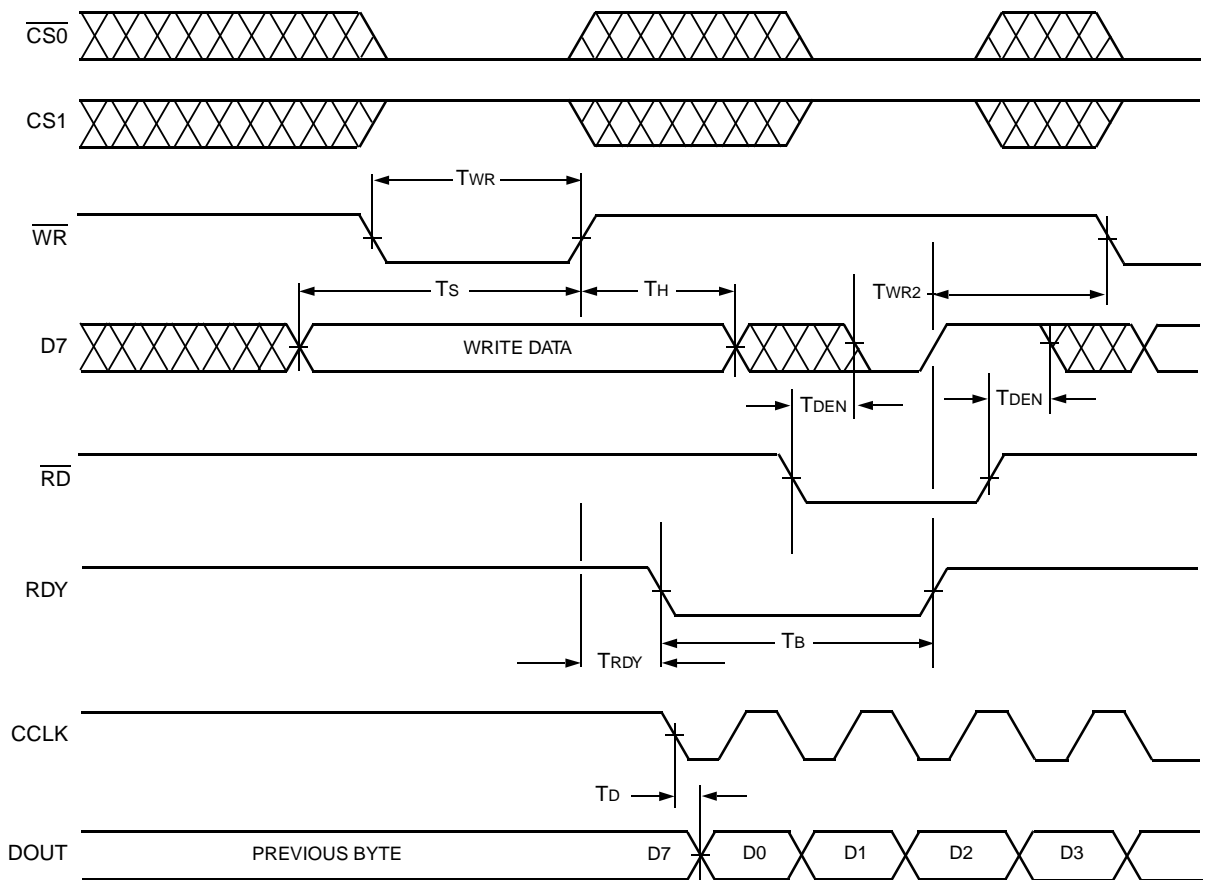 CS0
CS1
TWR
WR
TS
TH
TWR2
D7
WRITE DATA
TDEN
TDEN
RD
RDY
TB
TRDY
CCLK
TD
DOUT
PREVIOUS BYTE
D7
D0
D1
D2
D3